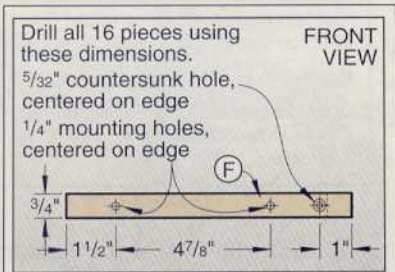 Drill all 16 pieces using
these dimensions.
FRONT
VIEW
5/32" countersunk hole,
centered on edge
1/4" mounting holes,
centered on edge
F
3/4"
1 1/2"
4 7/8"
1"